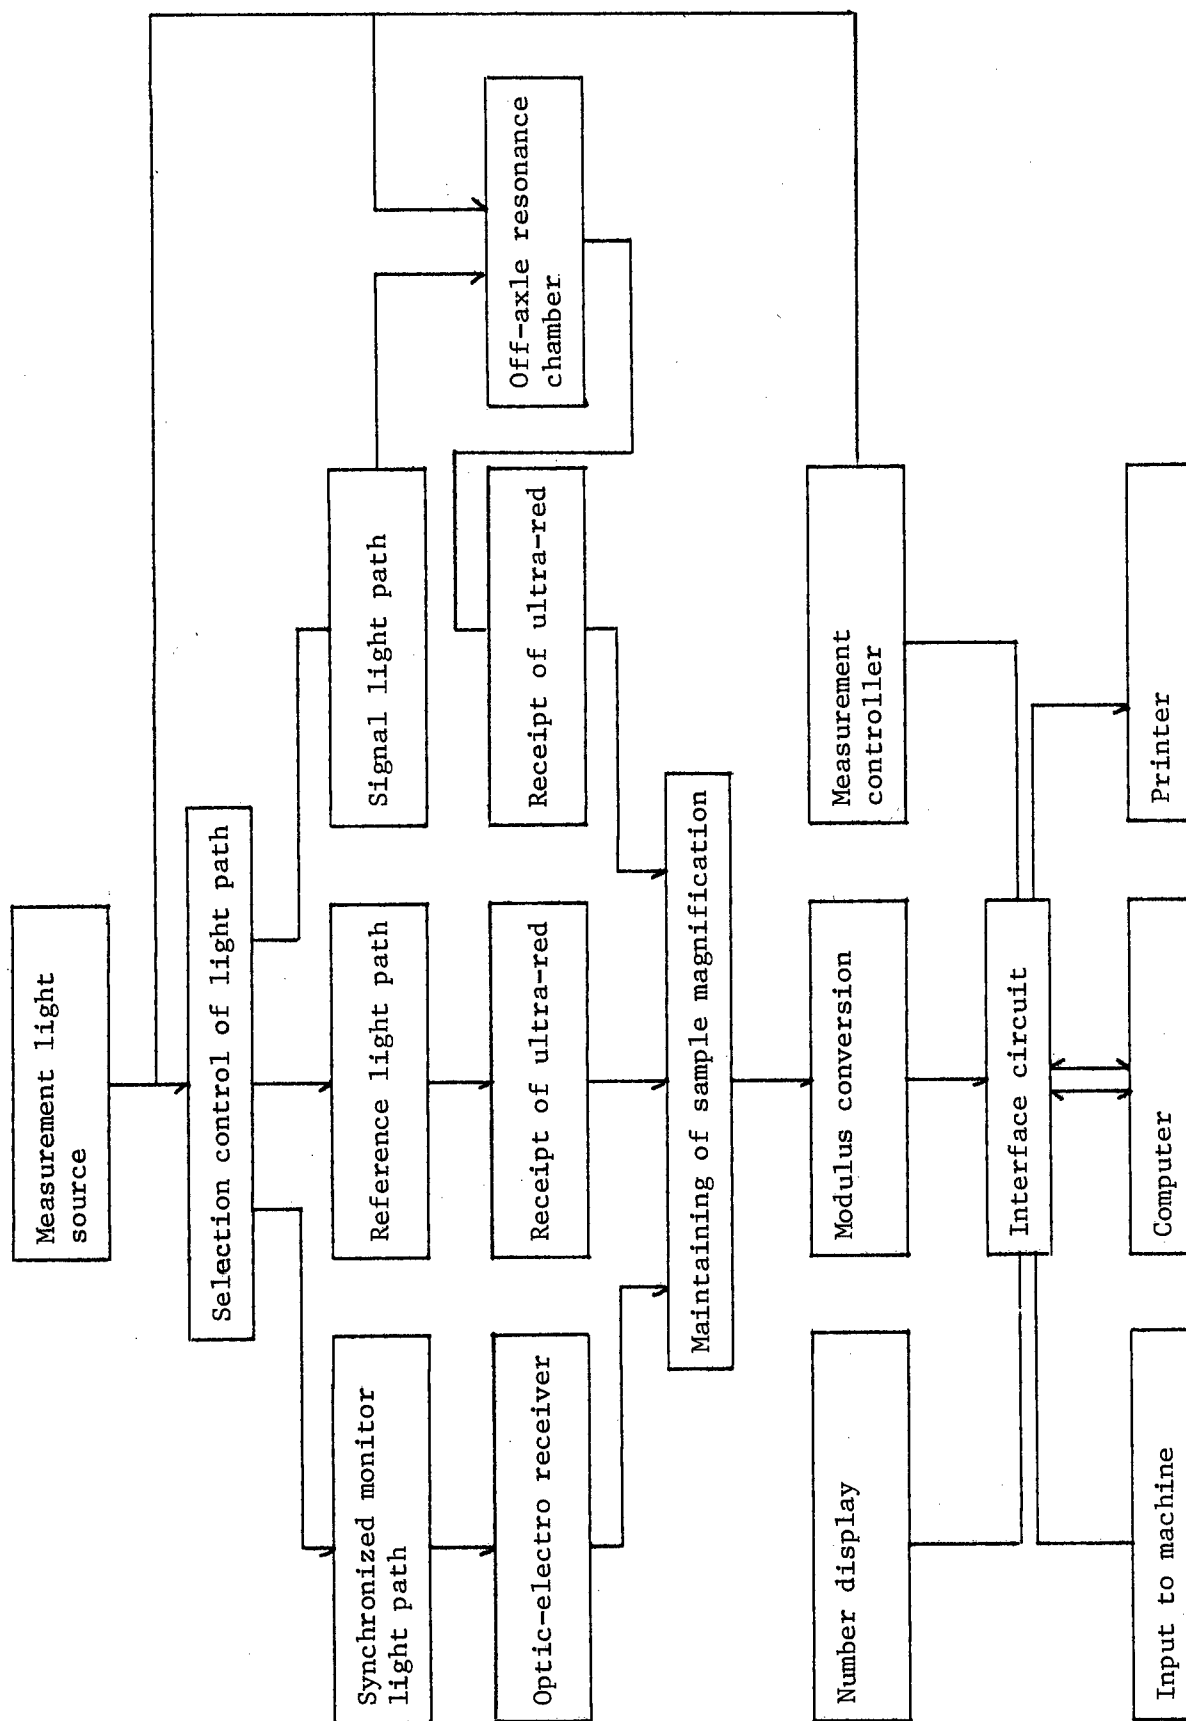 Measurement light
source
Selection control of light path
Synchronized monitor
light path
Reference light path
Signal light path
Optic-electro receiver
Receipt of ultra-red
Receipt of ultra-red
Off-axle resonance
chamber
Maintaining of sample magnification
Number display
Modulus conversion
Measurement
controller
Interface circuit
Input to machine
Computer
Printer